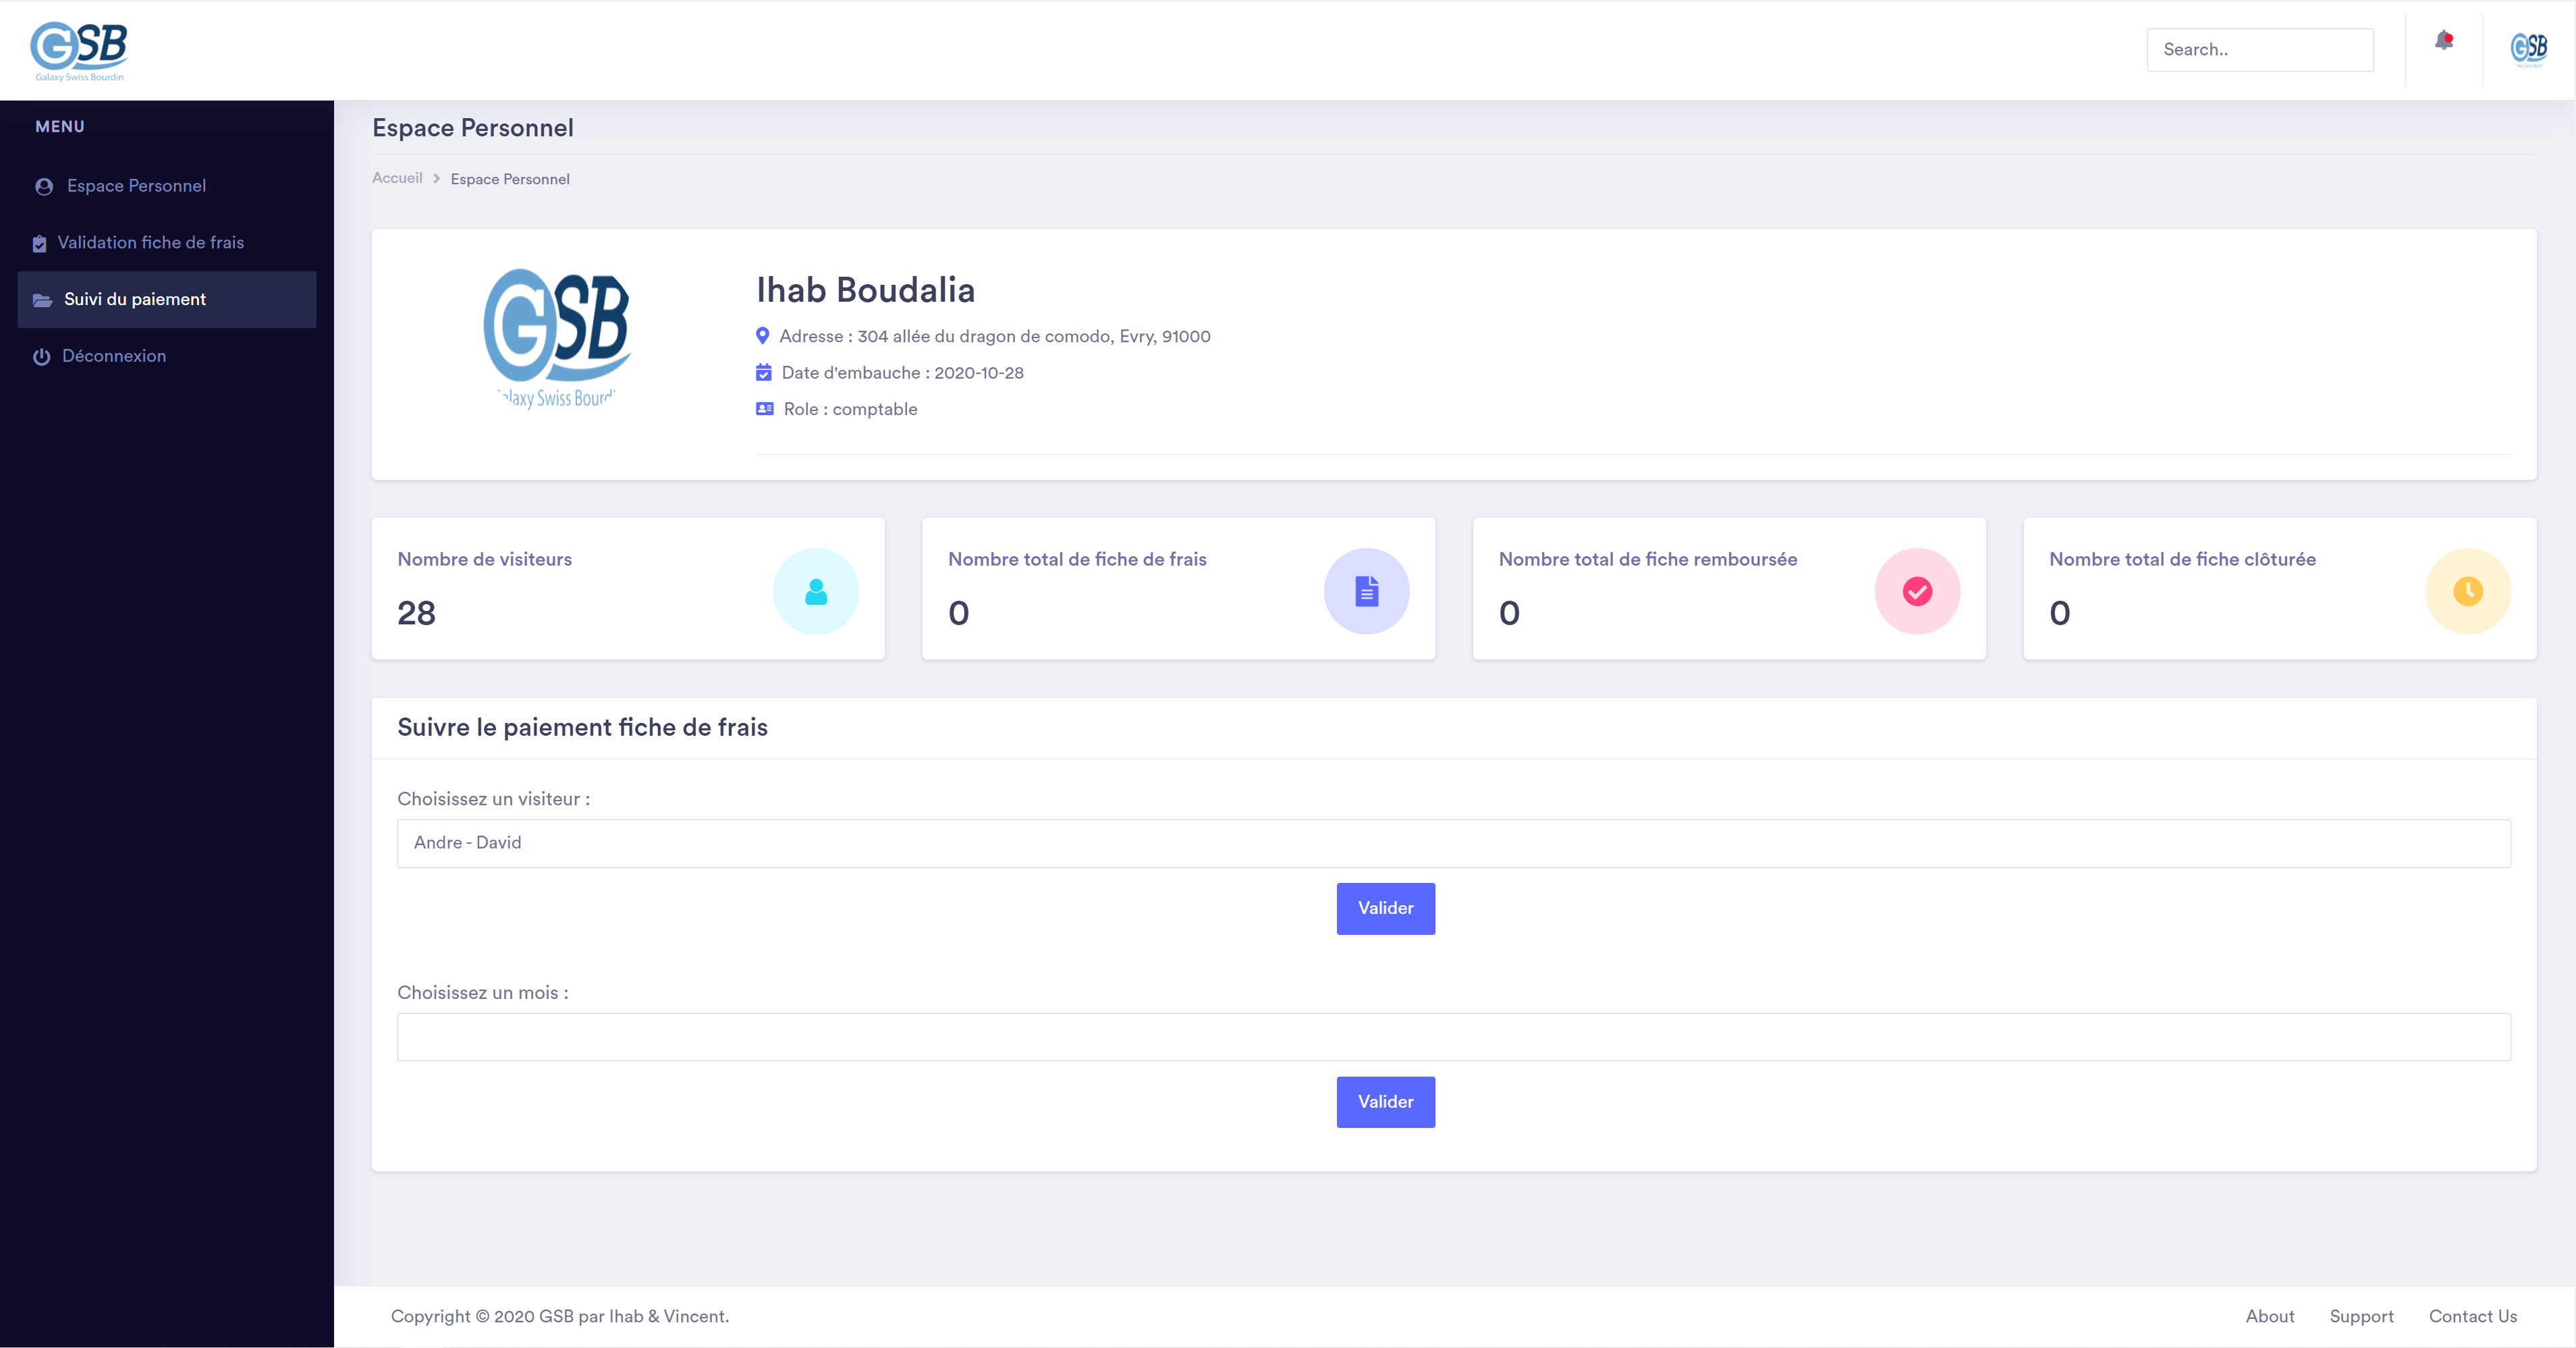 GSB
Galaxy Swiss Bourdin
Search..
GSB
MENU
Espace Personnel
Validation fiche de frais
Suivi du paiement
Déconnexion
Espace Personnel
Accueil > Espace Personnel
GSB
alaxy Swiss Bourd
Ihab Boudalia
Adresse : 304 allée du dragon de comodo, Evry, 91000
Date d'embauche : 2020-10-28
Role : comptable
Nombre de visiteurs
28
Nombre total de fiche de frais
0
Nombre total de fiche remboursée
0
Nombre total de fiche clôturée
0
Suivre le paiement fiche de frais
Choisissez un visiteur :
Andre - David
Valider
Choisissez un mois :
Valider
Copyright © 2020 GSB par Ihab & Vincent.
About Support Contact Us